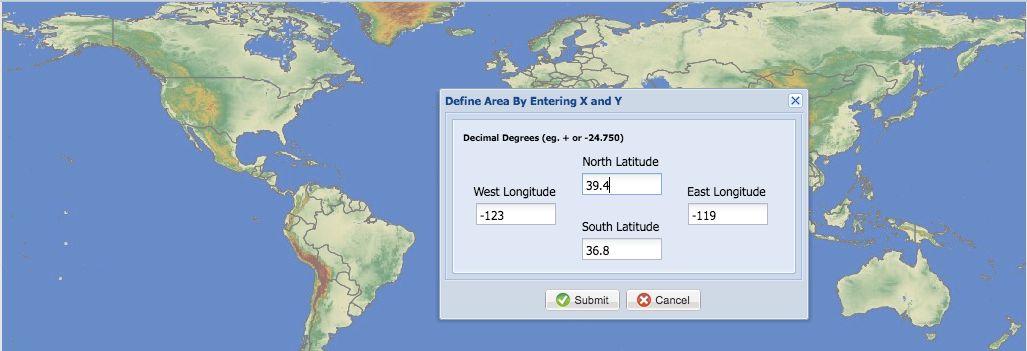 Define Area By Entering X and Y
Decimal Degrees (eg. + or -24.750)
North Latitude
39.4
West Longitude
-123
East Longitude
-119
South Latitude
36.8
Submit
Cancel